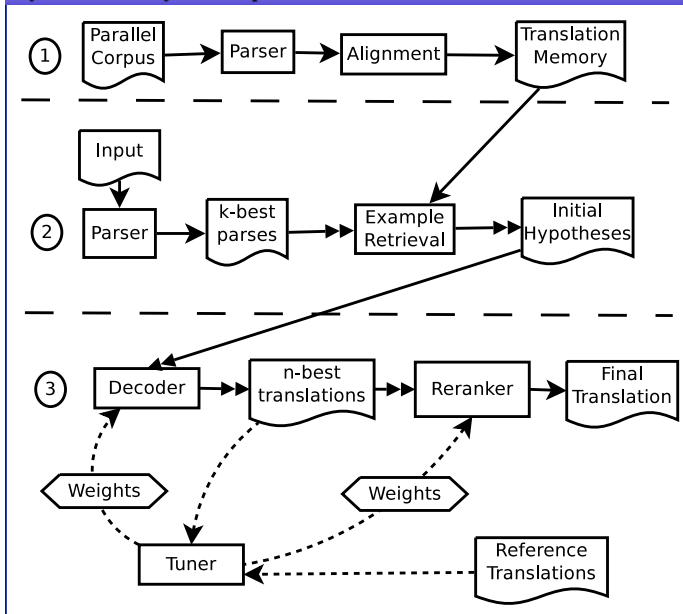 1
Parallel
Corpus
Parser
Alignment
Translation
Memory
Input
2
Parser
k-best
parses
Example
Retrieval
Initial
Hypotheses
3
Decoder
n-best
translations
Reranker
Final
Translation
Weights
Weights
Tuner
Reference
Translations